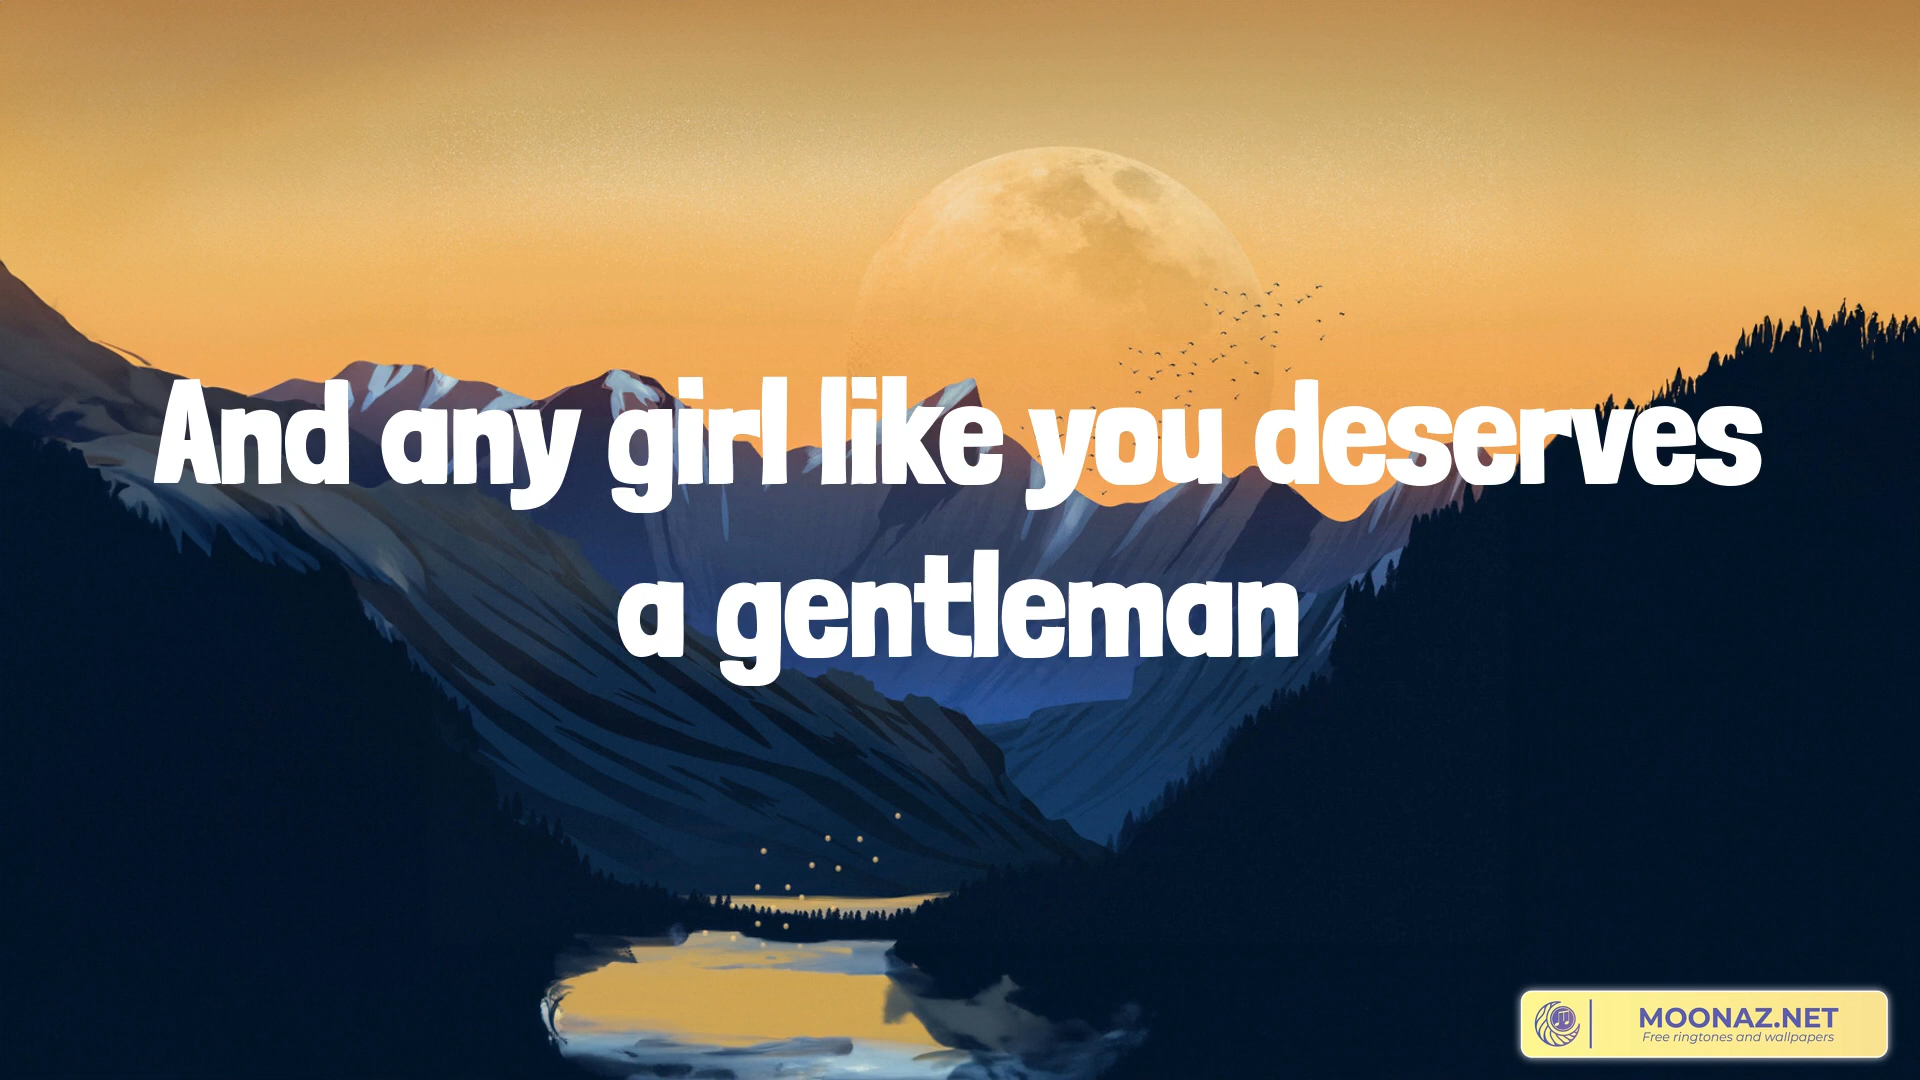 And any girl like you deserves
a gentleman
MOONAZ.NET
Free ringtones and wallpapers